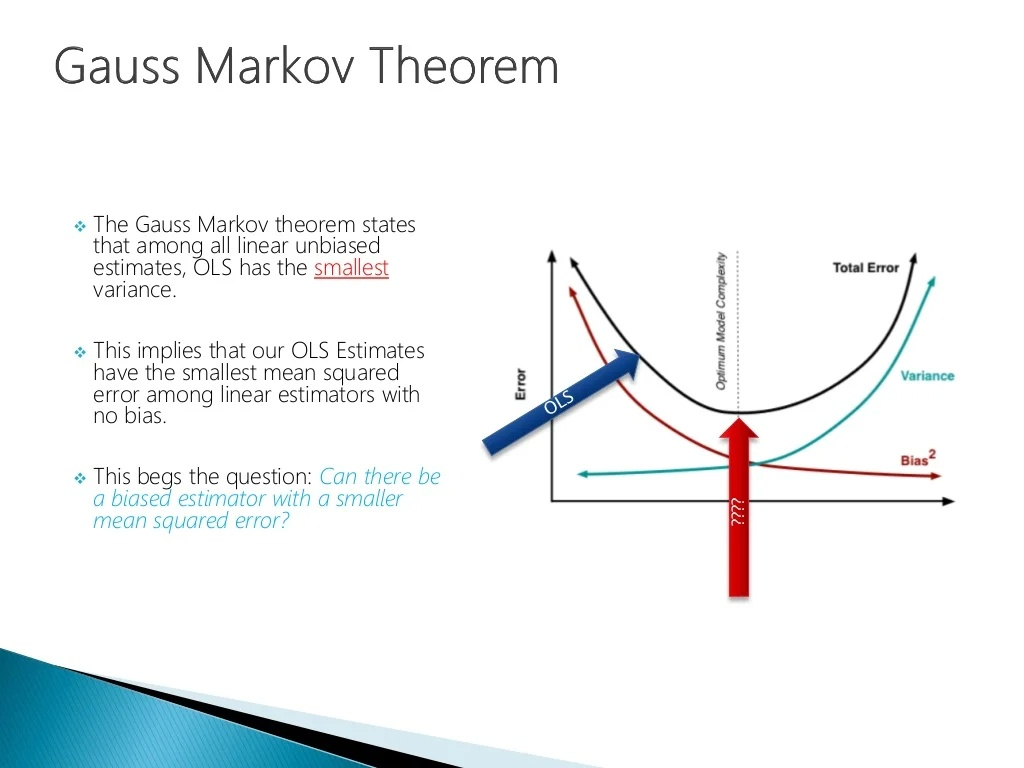 Gauss Markov Theorem
The Gauss Markov theorem states
that among all linear unbiased
estimates, OLS has the smallest
variance.
This implies that our OLS Estimates
have the smallest mean squared
error among linear estimators with
no bias.
This begs the question: Can there be
a biased estimator with a smaller
mean squared error?
Error
OLS
Optimum Model Complexity
Total Error
Variance
Bias²
????